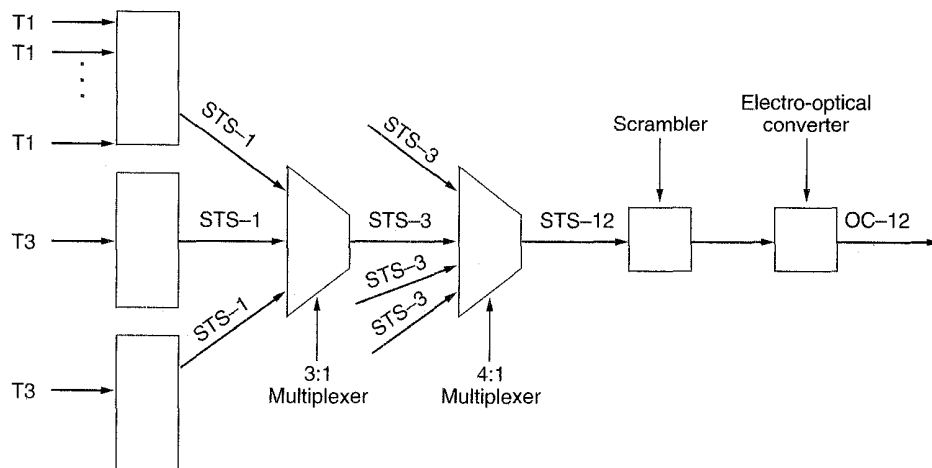 T1
T1
T1
T3
T3
STS–1
STS–1
STS–1
3:1
Multiplexer
STS–3
STS–3
STS–3
STS–3
4:1
Multiplexer
STS–12
Scrambler
Electro-optical
converter
OC–12